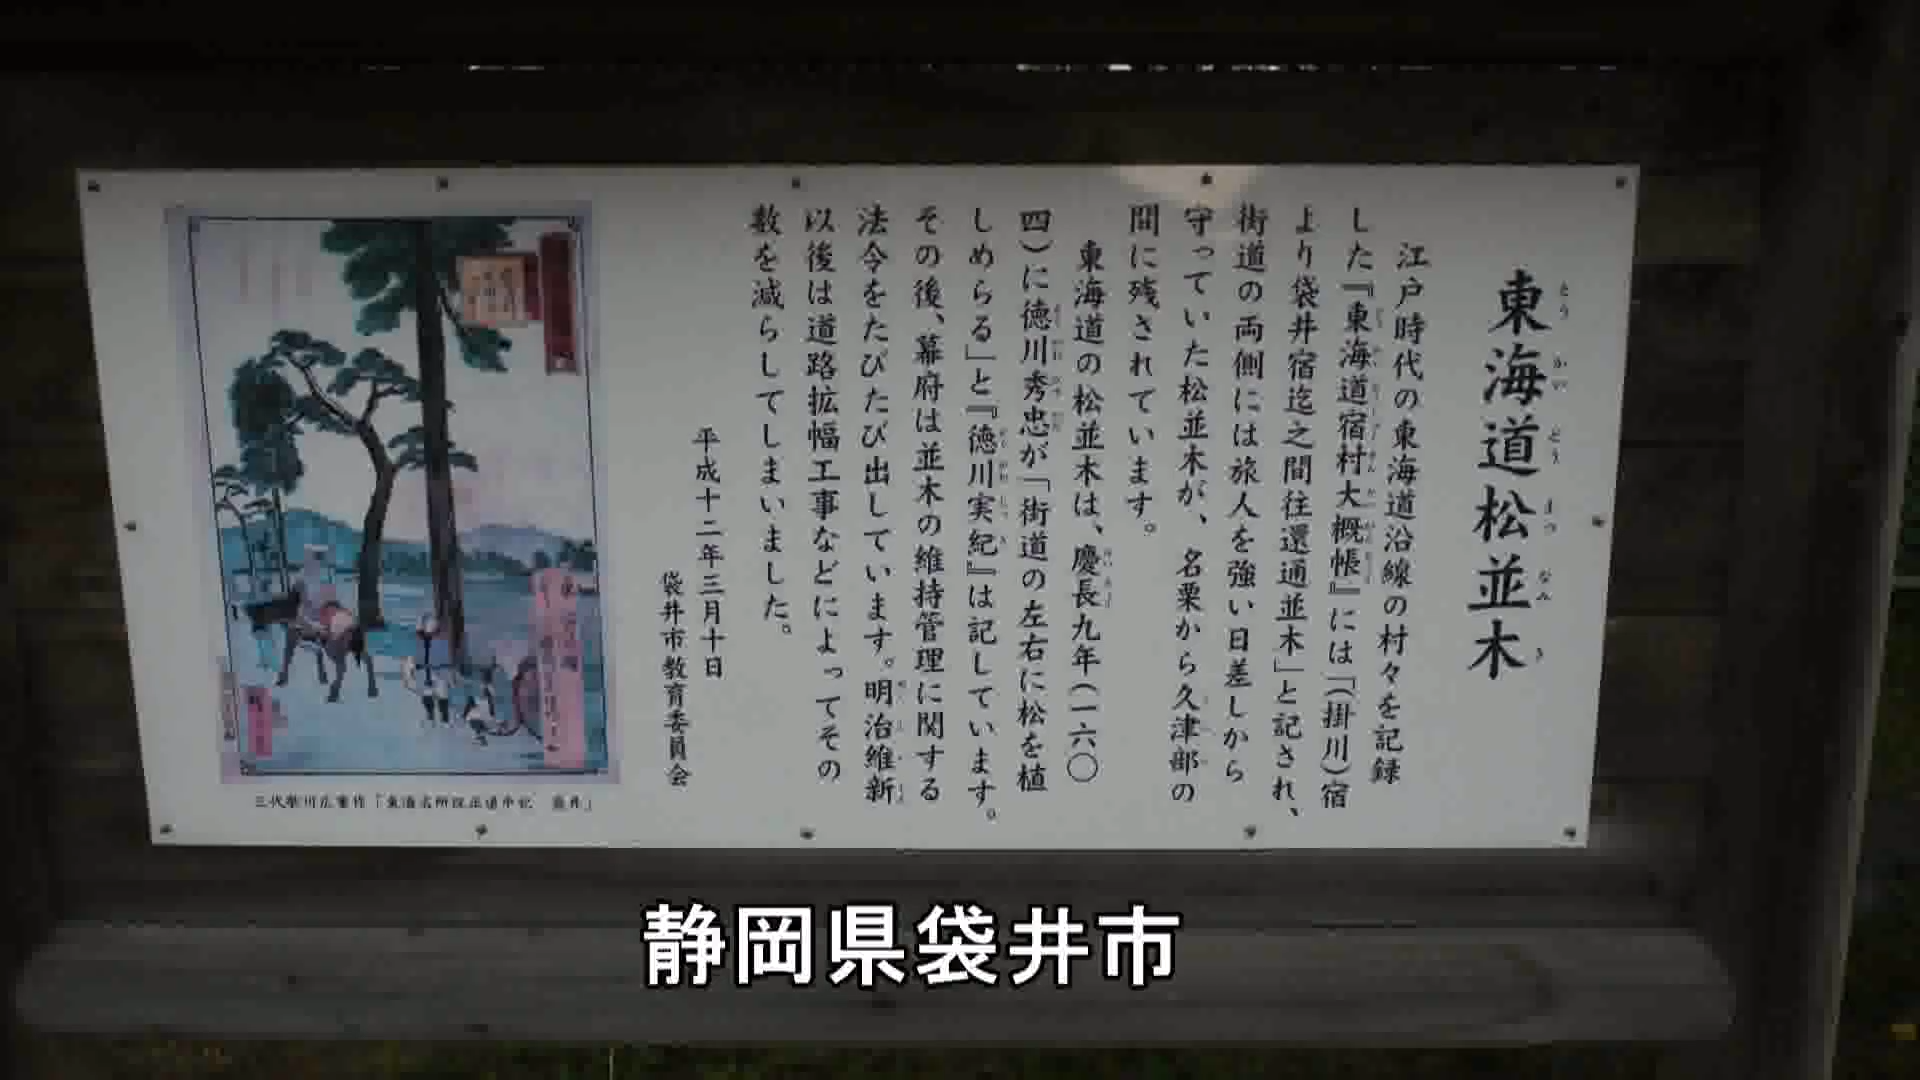 東海道松並木
江戸時代の東海道沿線の村々を記録
した『東海道宿村大概帳』には「(掛川)宿
より袋井宿迄之間往還通並木」と記され、
街道の両側には旅人を強い日差しから
守っていた松並木が、名栗から久津部の
間に残されています。
東海道の松並木は、慶長九年(一六〇
四)に徳川秀忠が「街道の左右に松を植
しめらる」と『徳川実紀』は記しています。
その後、幕府は並木の維持管理に関する
法令をたびたび出しています。明治維新
以後は道路拡幅工事などによってその
数を減らしてしまいました。
平成十二年三月十日
袋井市教育委員会
静岡県袋井市